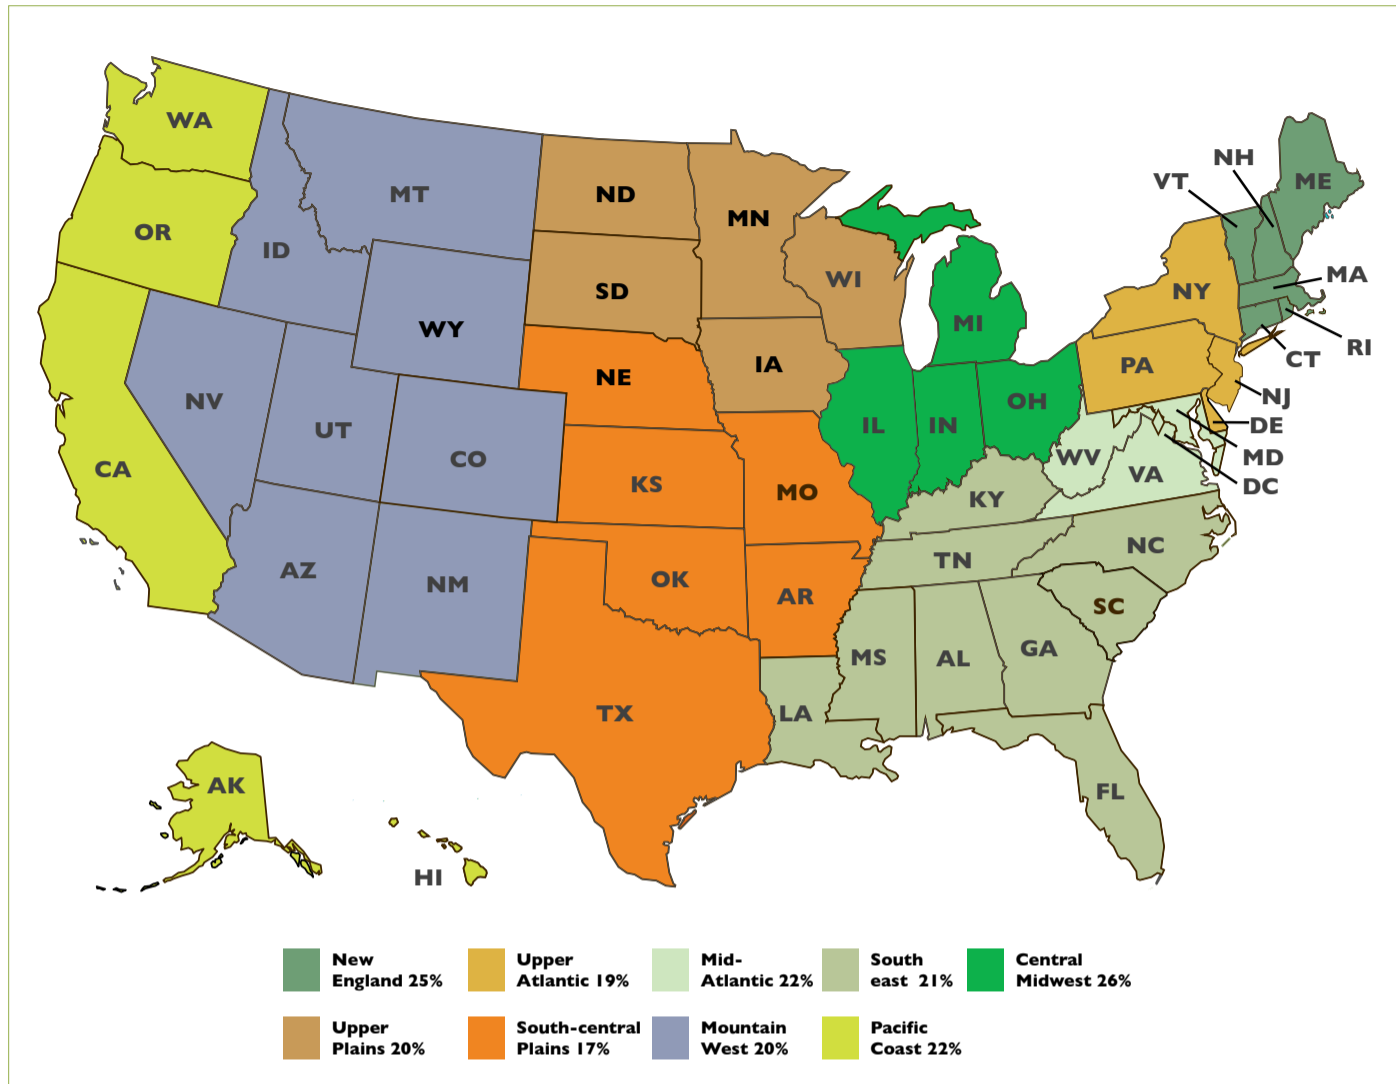 WA
OR
CA
ID
MT
WY
NV
UT
CO
AZ
NM
ND
SD
MN
WI
IA
NE
KS
MO
OK
AR
TX
MI
IL
IN
OH
KY
TN
NC
SC
MS
AL
GA
LA
FL
WV
VA
PA
NY
VT
NH
ME
MA
RI
CT
NJ
DE
MD
DC
AK
HI
New
England 25%
Upper
Atlantic 19%
Mid-
Atlantic 22%
South
east 21%
Central
Midwest 26%
Upper
Plains 20%
South-central
Plains 17%
Mountain
West 20%
Pacific
Coast 22%